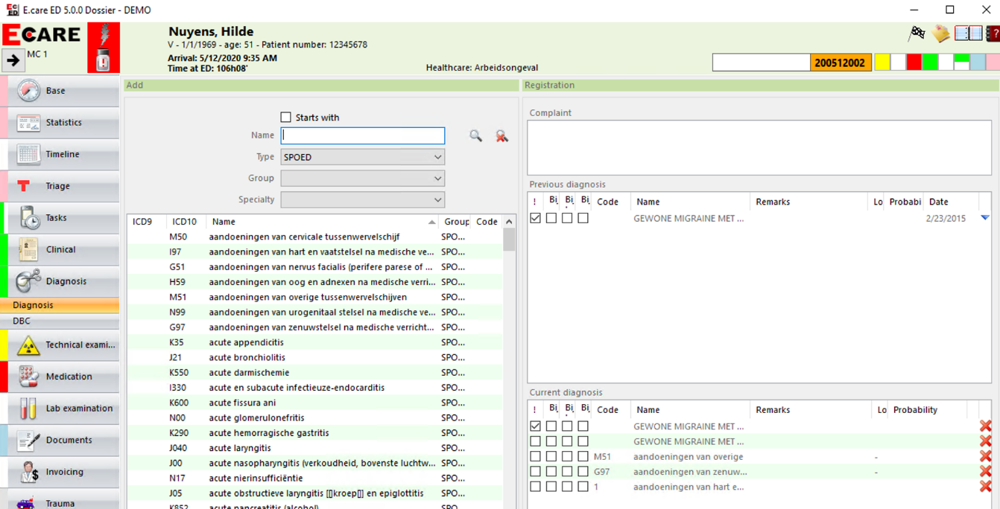 E.care ED 5.0.0 Dossier - DEMO
ECARE
MC 1
Nuyens, Hilde
V - 1/1/1969 - age: 51 - Patient number: 12345678
Arrival: 5/12/2020 9:35 AM
Time at ED: 106h08'
Healthcare: Arbeidsongeval
200512002
Base
Statistics
Timeline
Triage
Tasks
Clinical
Diagnosis
Diagnosis
DBC
Technical exami...
Medication
Lab examination
Documents
Invoicing
Trauma
Add
Starts with
Name
Type SPOED
Group
Specialty
ICD9 ICD10 Name Group Code
M50 aandoeningen van cervicale tussenwervelschijf SPO...
I97 aandoeningen van hart en vaatstelsel na medische ve... SPO...
G51 aandoeningen van nervus facialis (perifere parese of ... SPO...
H59 aandoeningen van oog en adnexen na medische verri... SPO...
M51 aandoeningen van overige tussenwervelschijven SPO...
N99 aandoeningen van urogenitaal stelsel na medische ve... SPO...
G97 aandoeningen van zenuwstelsel na medische verricht... SPO...
K35 acute appendicitis SPO...
J21 acute bronchiolitis SPO...
K550 acute darmischemie SPO...
I330 acute en subacute infectieuze-endocarditis SPO...
K600 acute fissura ani SPO...
N00 acute glomerulonefritis SPO...
K290 acute hemorragische gastritis SPO...
J040 acute laryngitis SPO...
J00 acute nasopharyngitis (verkoudheid, bovenste luchtw... SPO...
N17 acute nierinsufficiëntie SPO...
J05 acute obstructieve laryngitis [[]kroep[]] en epiglottitis SPO...
K852 acute pancreatitis (alcohol) SPO...
Registration
Complaint
Previous diagnosis
! Bij Bij Bij Code Name Remarks Lo Probabi Date
GEWONE MIGRAINE MET ... 2/23/2015
Current diagnosis
! Bij Bij Bij Code Name Remarks Lo Probability
GEWONE MIGRAINE MET ...
GEWONE MIGRAINE MET ...
M51 aandoeningen van overige -
G97 aandoeningen van zenuw... -
1 aandoeningen van hart e...